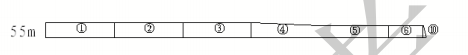 55m ① ② ③ ④ ⑤ ⑥ ⑩